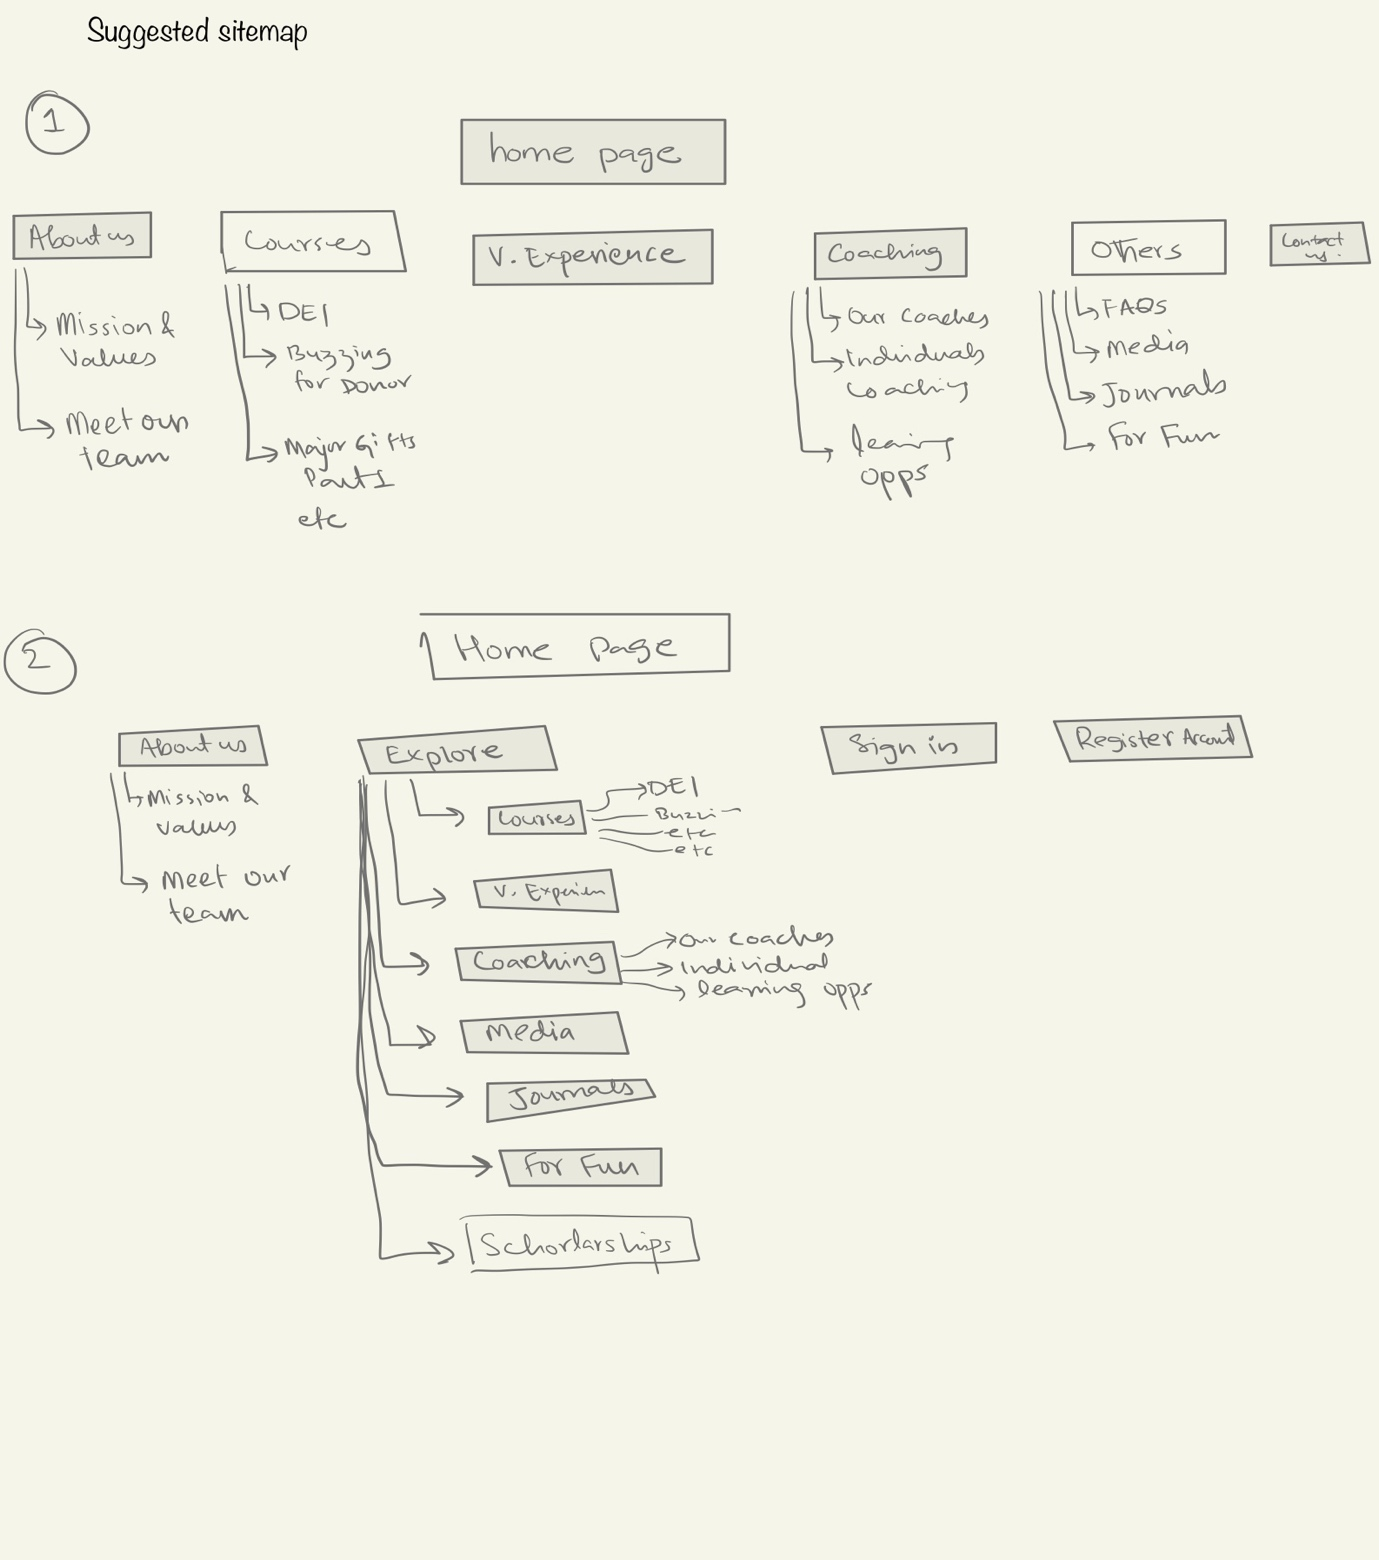 Suggested sitemap
1
home page
About us
Courses
V. Experience
Coaching
Others
Contact us.
Mission &
Values
Meet our
team
DEI
Buzzing
for Donor
Major Gifts
Part I
etc
Our coaches
Individuals
coaching
learing
opps
FAQS
Media
Journals
For Fun
2
Home Page
About us
Explore
Sign in
Register Account
Mission &
values
Meet our
team
Courses
DEI
Buzzi
etc
etc
V. Experien
Coaching
Our coaches
Individual
learning opps
Media
Journals
For Fun
Schorlarships